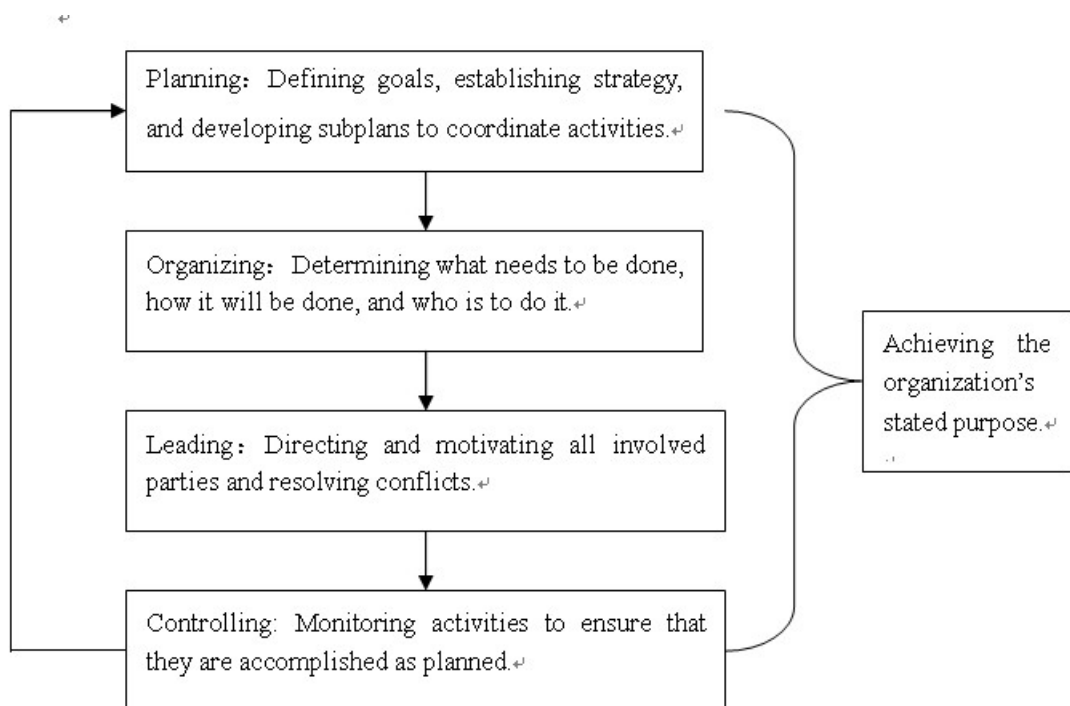 Planning：Defining goals, establishing strategy,
and developing subplans to coordinate activities.
Organizing：Determining what needs to be done,
how it will be done, and who is to do it.
Leading：Directing and motivating all involved
parties and resolving conflicts.
Controlling: Monitoring activities to ensure that
they are accomplished as planned.
Achieving the
organization’s
stated purpose.